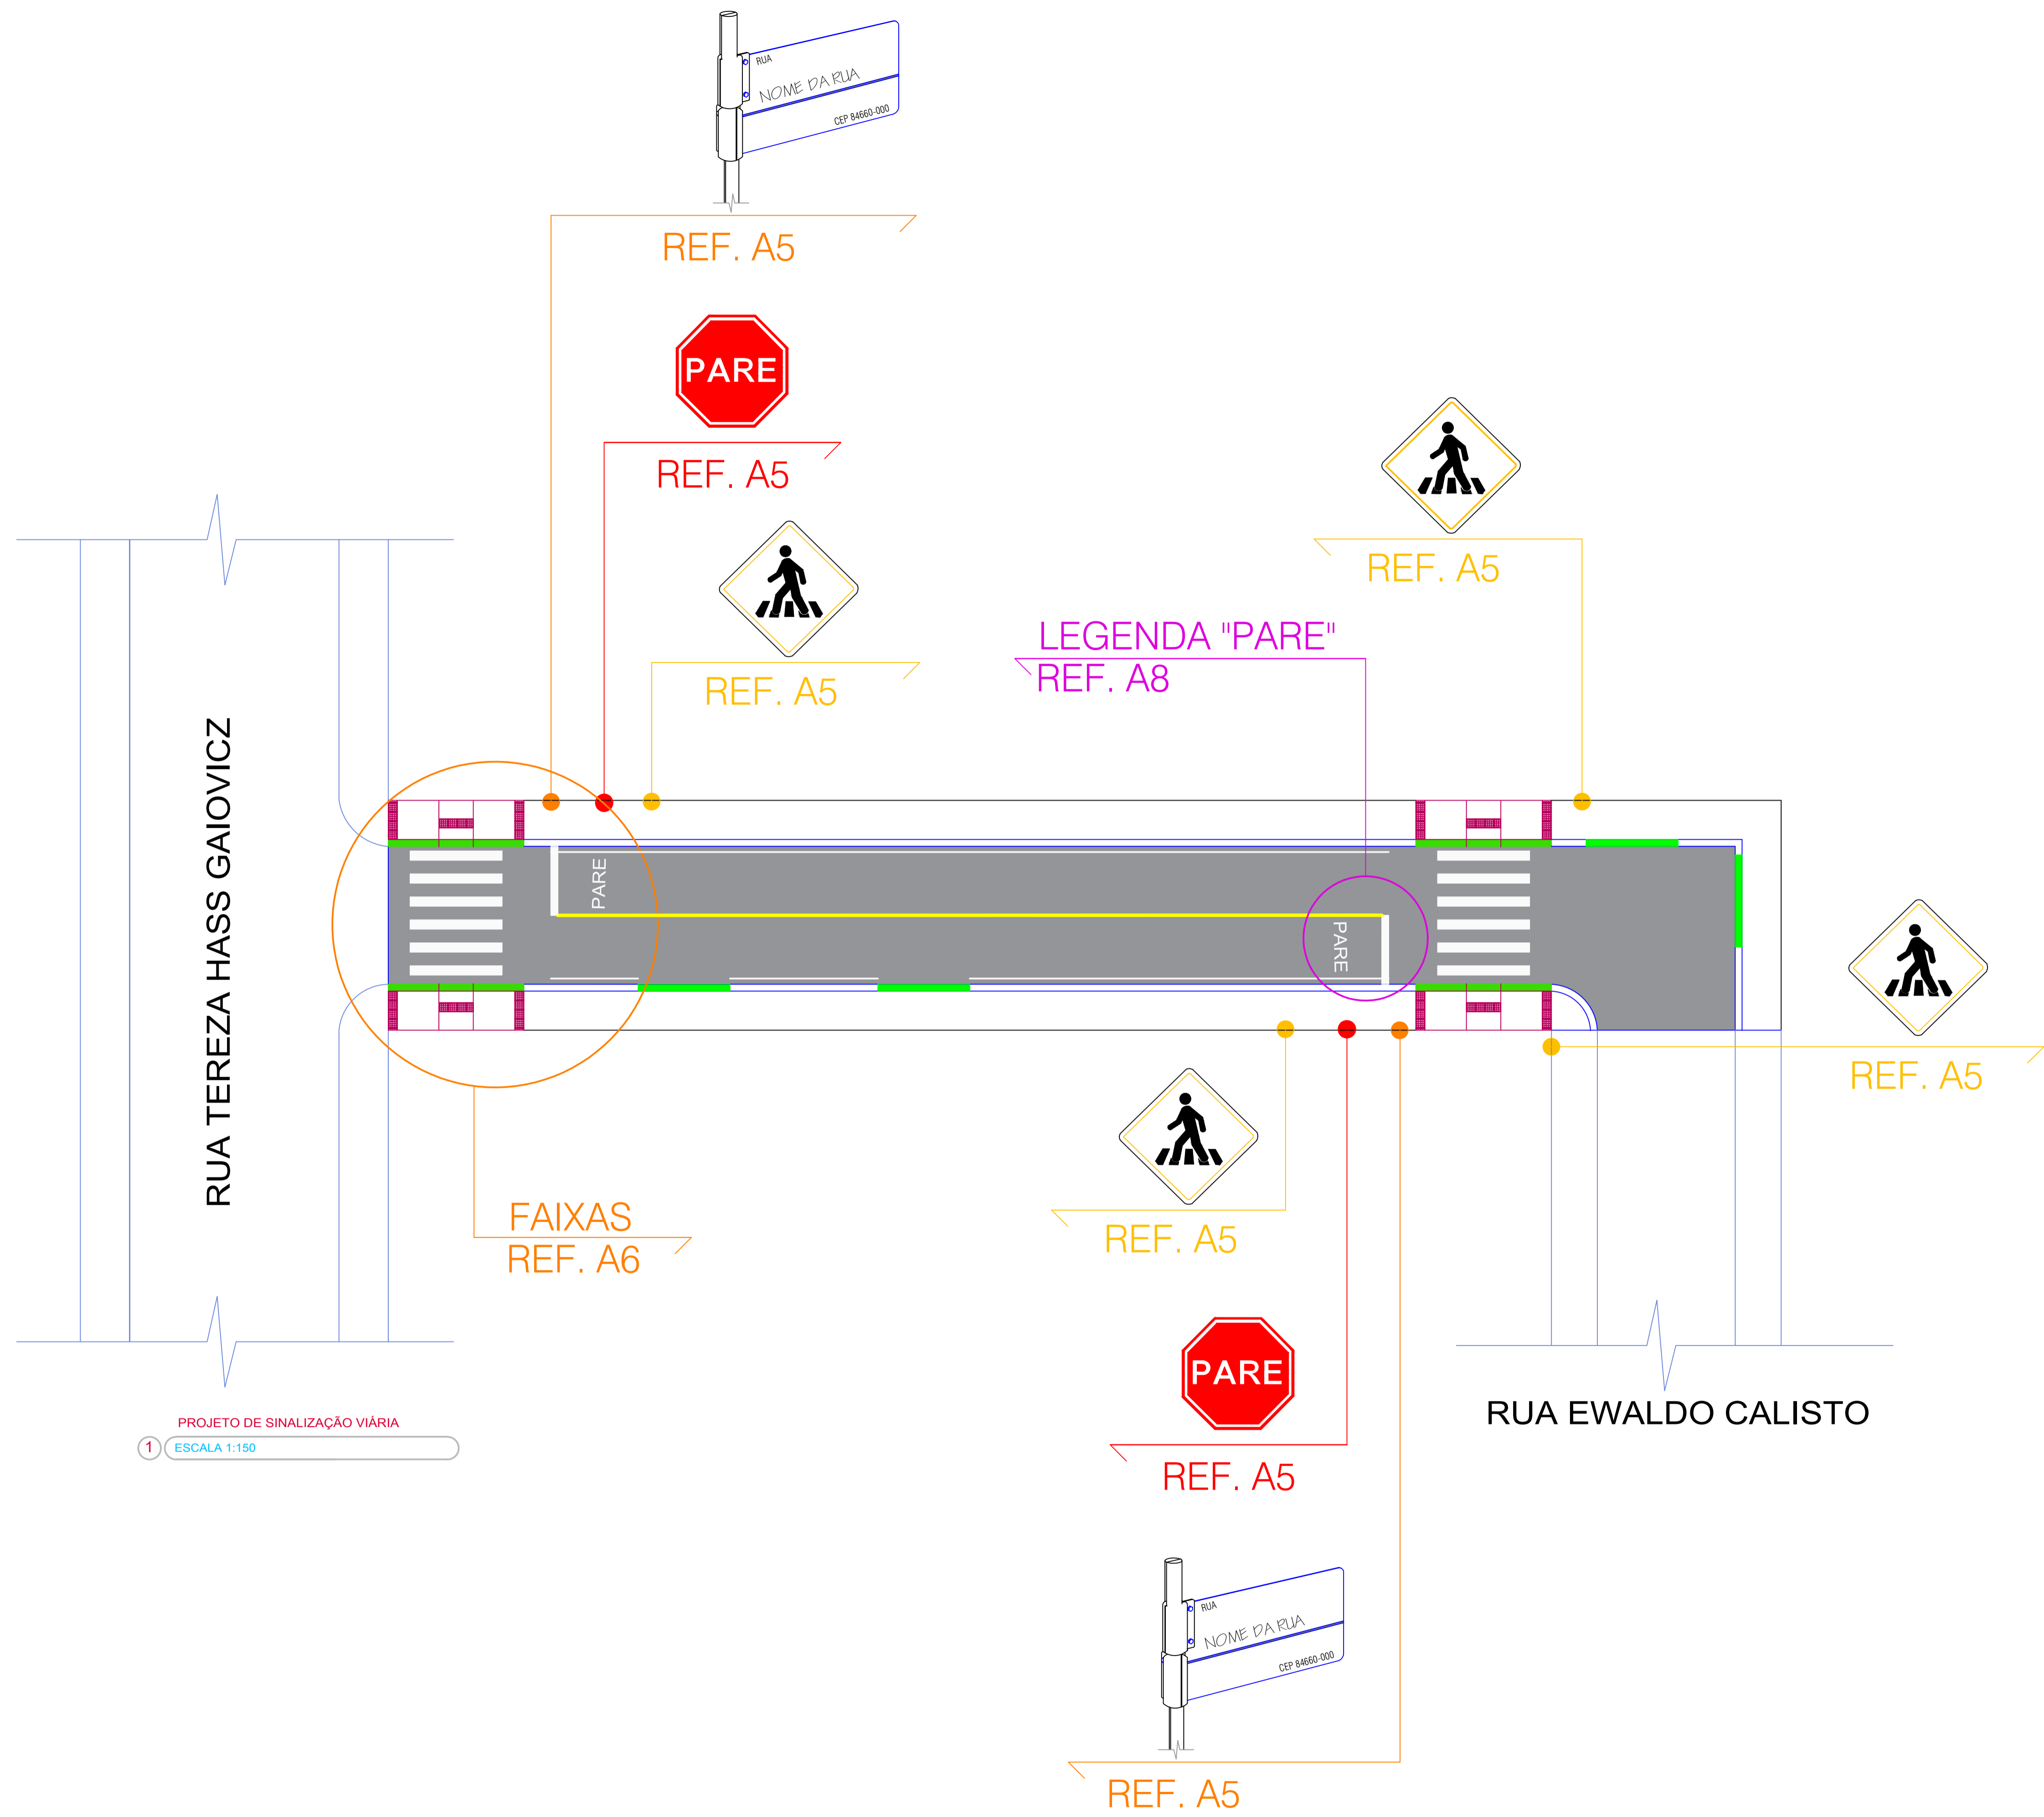 RUA
NOME DA RUA
CEP 84660-000
REF. A5
PARE
REF. A5
REF. A5
REF. A5
LEGENDA "PARE"
REF. A8
RUA TEREZA HASS GAIOVICZ
PARE
PARE
REF. A5
REF. A5
FAIXAS
REF. A6
PARE
REF. A5
RUA EWALDO CALISTO
PROJETO DE SINALIZAÇÃO VIÁRIA
1 ESCALA 1:150
RUA
NOME DA RUA
CEP 84660-000
REF. A5